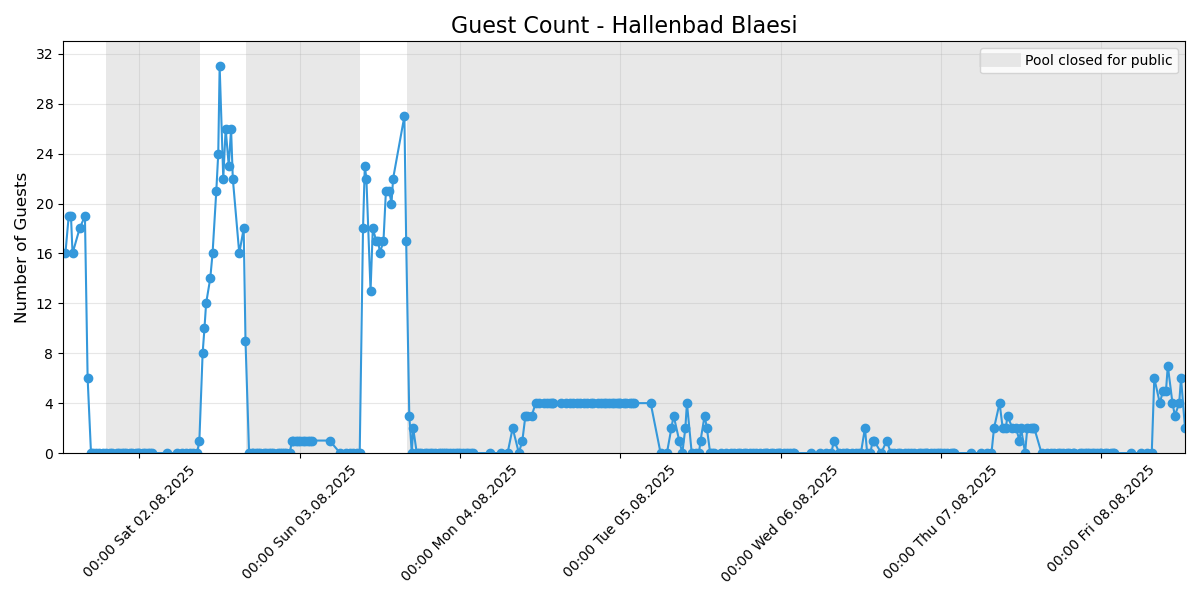 Guest Count - Hallenbad Blaesi
Pool closed for public
Number of Guests
32
28
24
20
16
12
8
4
0
00:00 Sat 02.08.2025
00:00 Sun 03.08.2025
00:00 Mon 04.08.2025
00:00 Tue 05.08.2025
00:00 Wed 06.08.2025
00:00 Thu 07.08.2025
00:00 Fri 08.08.2025